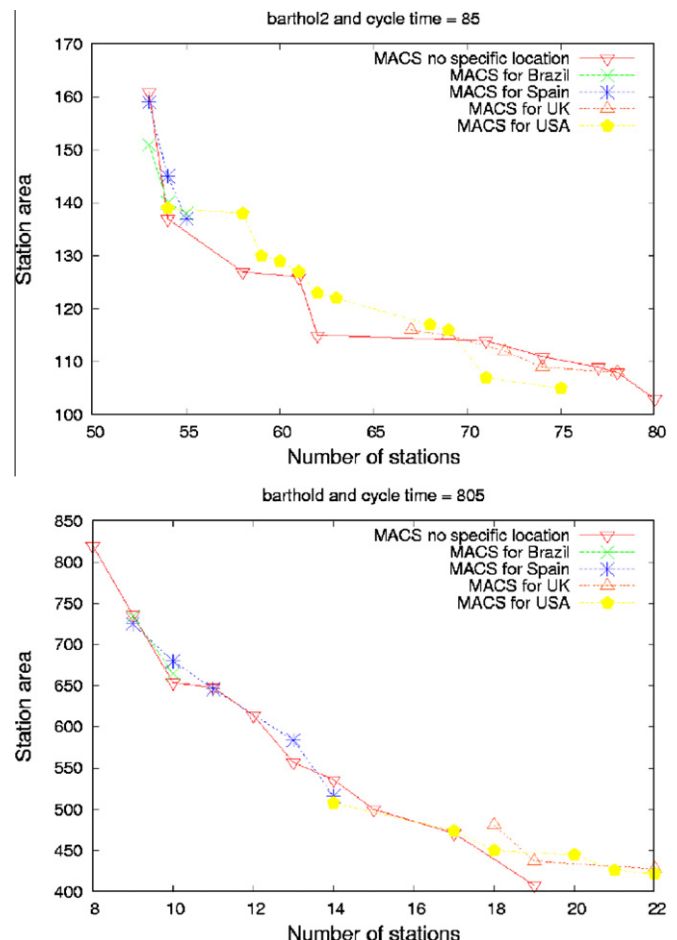 barthol2 and cycle time = 85
170
160
150
140
130
120
110
100
Station area
MACS no specific location
MACS for Brazil
MACS for Spain
MACS for UK
MACS for USA
50
55
60
65
70
75
80
Number of stations
barthold and cycle time = 805
850
800
750
700
650
600
550
500
450
400
Station area
MACS no specific location
MACS for Brazil
MACS for Spain
MACS for UK
MACS for USA
8
10
12
14
16
18
20
22
Number of stations